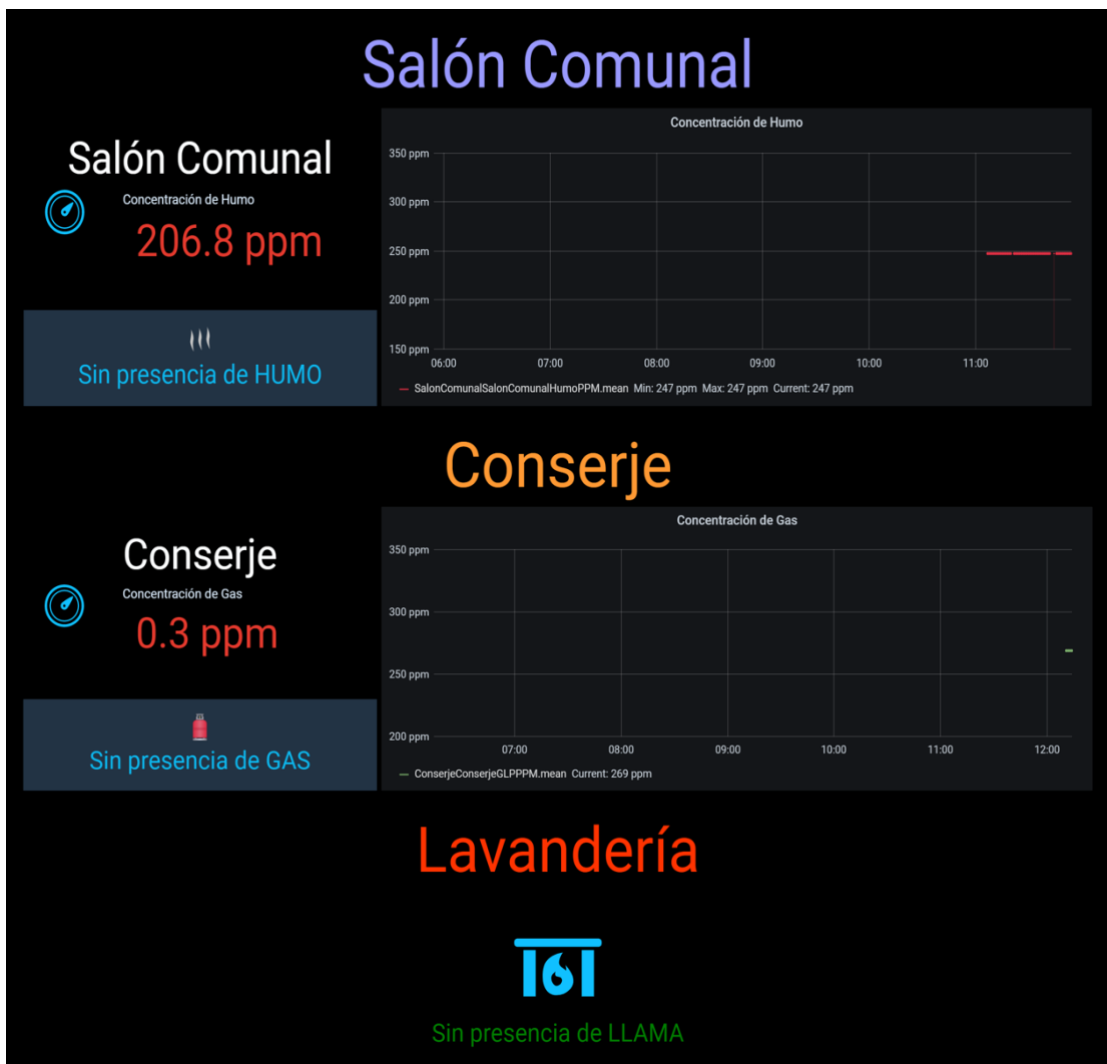 Salón Comunal
Salón Comunal
Concentración de Humo
206.8 ppm
Sin presencia de HUMO
Concentración de Humo
350 ppm
300 ppm
250 ppm
200 ppm
150 ppm
06:00 07:00 08:00 09:00 10:00 11:00
SalonComunalSalonComunalHumoPPM.mean Min: 247 ppm Max: 247 ppm Current: 247 ppm
Conserje
Conserje
Concentración de Gas
0.3 ppm
Sin presencia de GAS
Concentración de Gas
350 ppm
300 ppm
250 ppm
200 ppm
07:00 08:00 09:00 10:00 11:00 12:00
ConserjeConserjeGLPPPM.mean Current: 269 ppm
Lavandería
Sin presencia de LLAMA